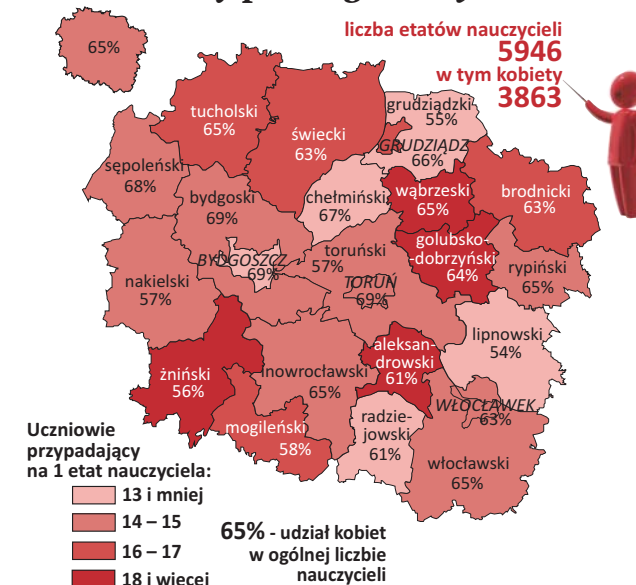 65%
liczba etatów nauczycieli
5946
w tym kobiety
3863
tucholski
65%
świecki
63%
grudziądzki
55%
GRUDZIĄDZ
66%
sępoleński
68%
bydgoski
69%
chełmiński
67%
wąbrzeski
65%
brodnicki
63%
BYDGOSZCZ
69%
toruński
57%
golubsko-
-dobrzyński
64%
rypiński
65%
nakielski
57%
TORUŃ
69%
lipnowski
54%
żniński
56%
inowrocławski
65%
aleksan-
drowski
61%
WŁOCŁAWEK
63%
mogileński
58%
radzie-
jowski
61%
włocławski
65%
Uczniowie
przypadający
na 1 etat nauczyciela:
13 i mniej
14 – 15
16 – 17
18 i więcej
65% - udział kobiet
w ogólnej liczbie
nauczycieli